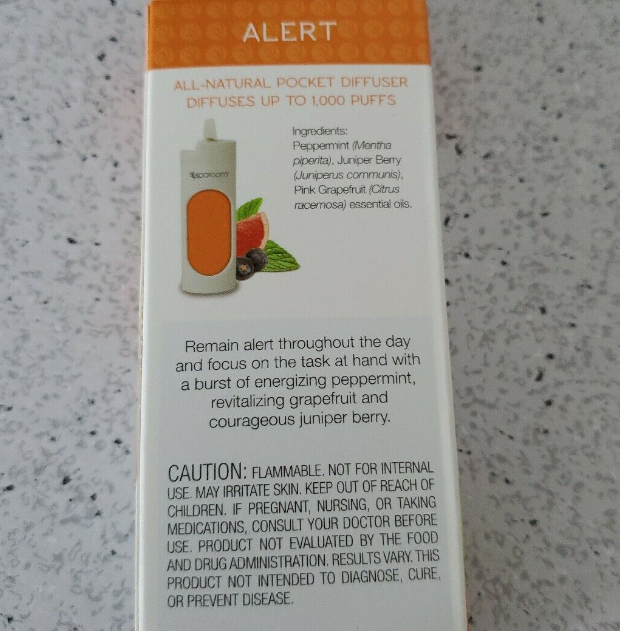 ALERT
ALL-NATURAL POCKET DIFFUSER
DIFFUSES UP TO 1,000 PUFFS
Ingredients:
Peppermint (Mentha
piperita), Juniper Berry
(Juniperus communis),
Pink Grapefruit (Citrus
racemosa) essential oils.
sparoom
Remain alert throughout the day
and focus on the task at hand with
a burst of energizing peppermint,
revitalizing grapefruit and
courageous juniper berry.
CAUTION: FLAMMABLE. NOT FOR INTERNAL
USE. MAY IRRITATE SKIN. KEEP OUT OF REACH OF
CHILDREN. IF PREGNANT, NURSING, OR TAKING
MEDICATIONS, CONSULT YOUR DOCTOR BEFORE
USE. PRODUCT NOT EVALUATED BY THE FOOD
AND DRUG ADMINISTRATION. RESULTS VARY. THIS
PRODUCT NOT INTENDED TO DIAGNOSE, CURE,
OR PREVENT DISEASE.